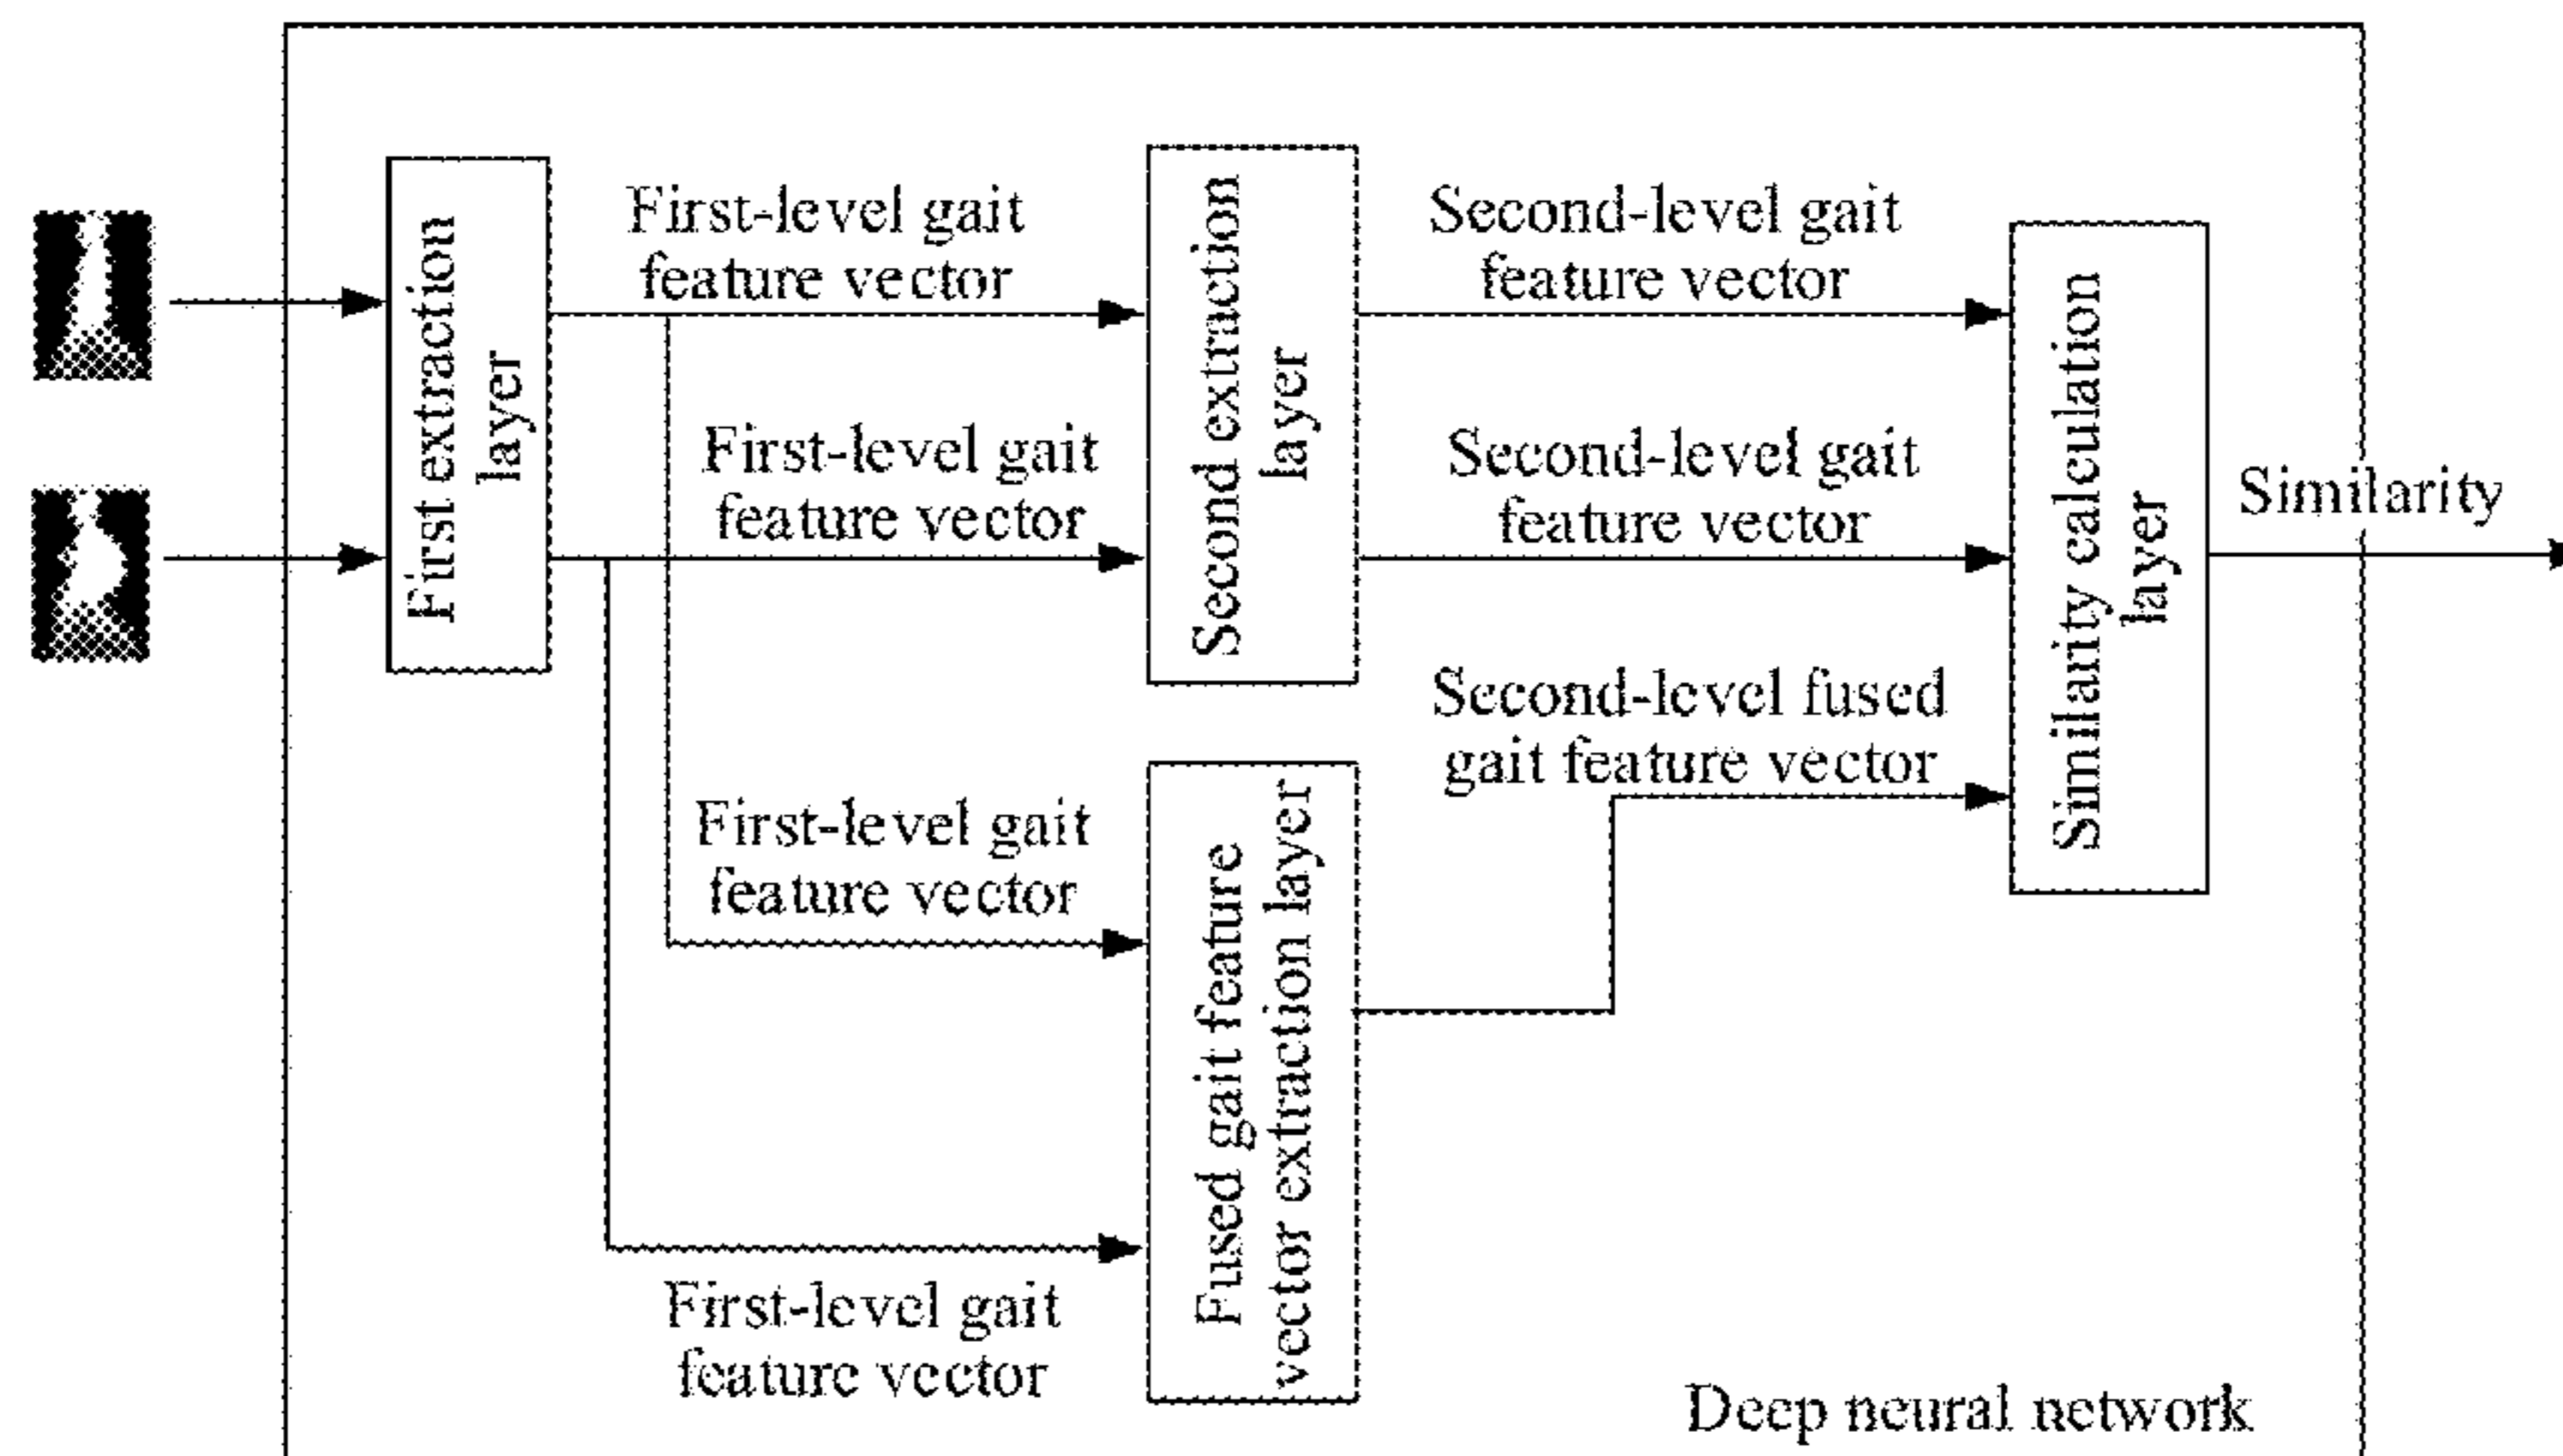 First extraction
layer
First-level gait
feature vector
First-level gait
feature vector
Second extraction
layer
Second-level gait
feature vector
Second-level gait
feature vector
Second-level fused
gait feature vector
Similarity calculation
layer
Similarity
First-level gait
feature vector
First-level gait
feature vector
Fused gait feature
vector extraction layer
Deep neural network